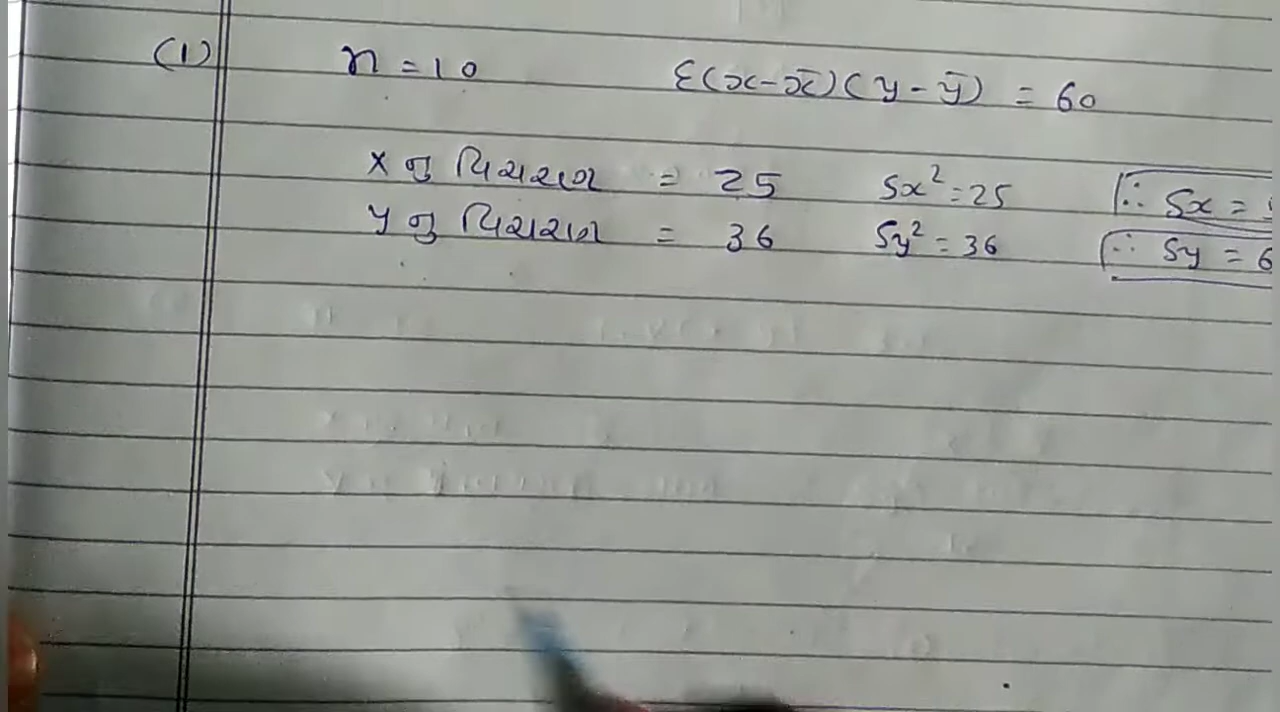 (1) n = 10 Σ(x-x̄)(y-ȳ) = 60
x નુ વિચરણ = 25 Sx² = 25 ∴ Sx =
y નુ વિચરણ = 36 Sy² = 36 ∴ Sy = 6